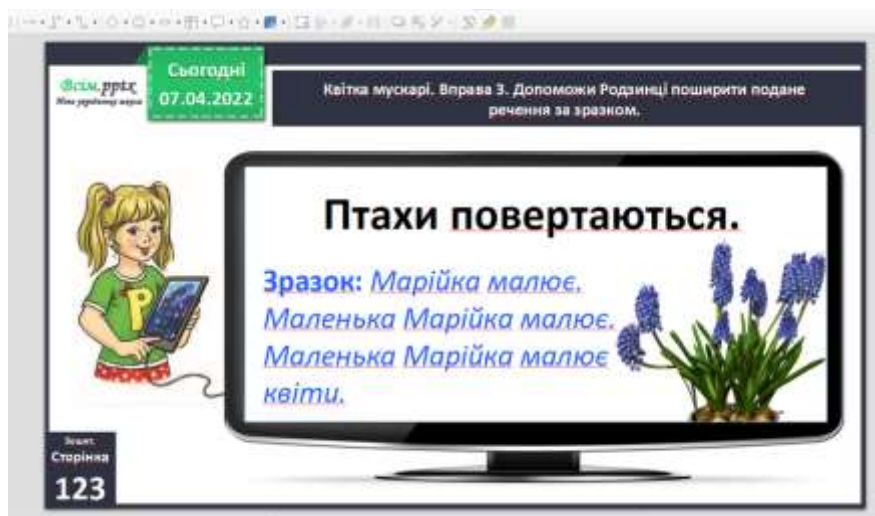 Всім.pptx
Нова українська школа
Сьогодні
07.04.2022
Квітка мускарі. Вправа 3. Допоможи Родзинці поширити подане
речення за зразком.
Р
Птахи повертаються.
Зразок: Марійка малює.
Маленька Марійка малює.
Маленька Марійка малює
квіти.
Зошит.
Сторінка
123